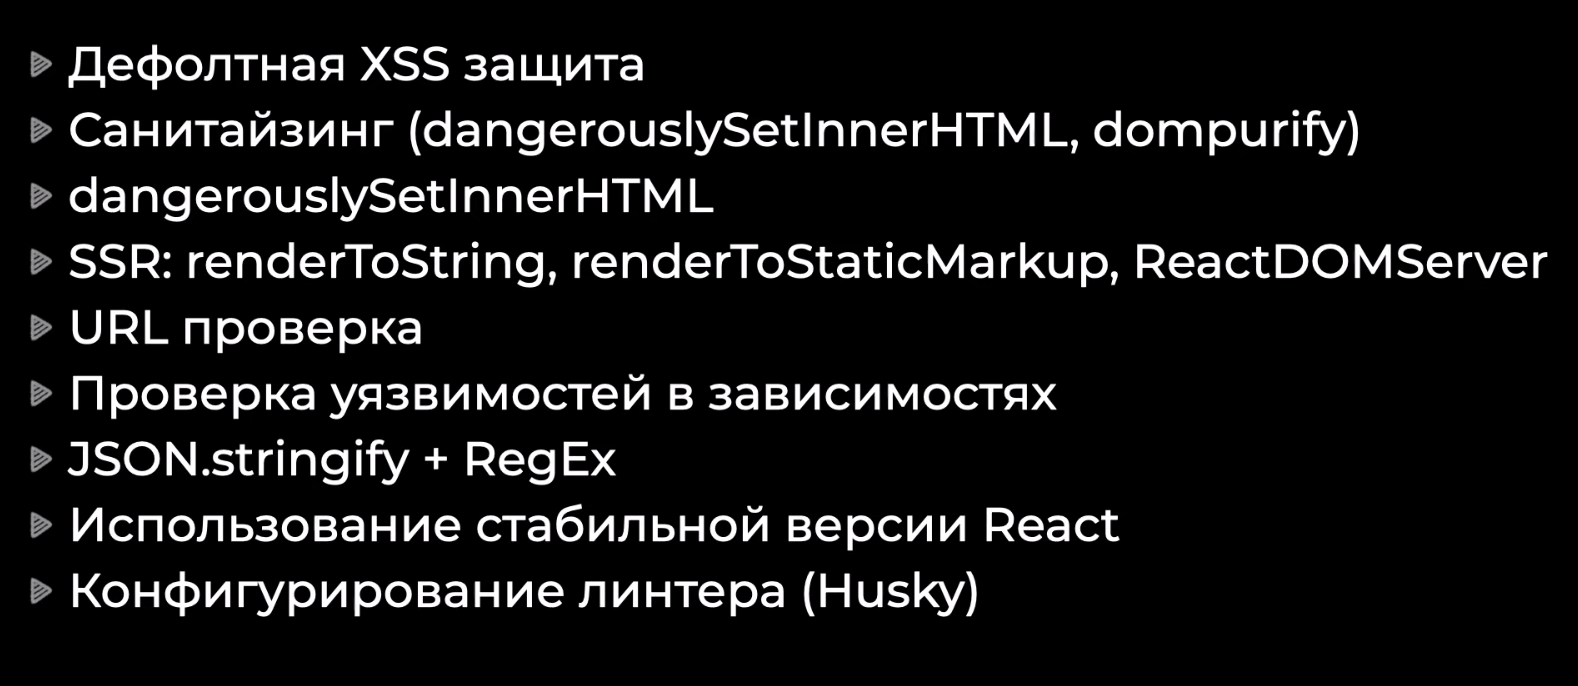 Дефолтная XSS защита
Санитайзинг (dangerouslySetInnerHTML, dompurify)
dangerouslySetInnerHTML
SSR: renderToString, renderToStaticMarkup, ReactDOMServer
URL проверка
Проверка уязвимостей в зависимостях
JSON.stringify + RegEx
Использование стабильной версии React
Конфигурирование линтера (Husky)